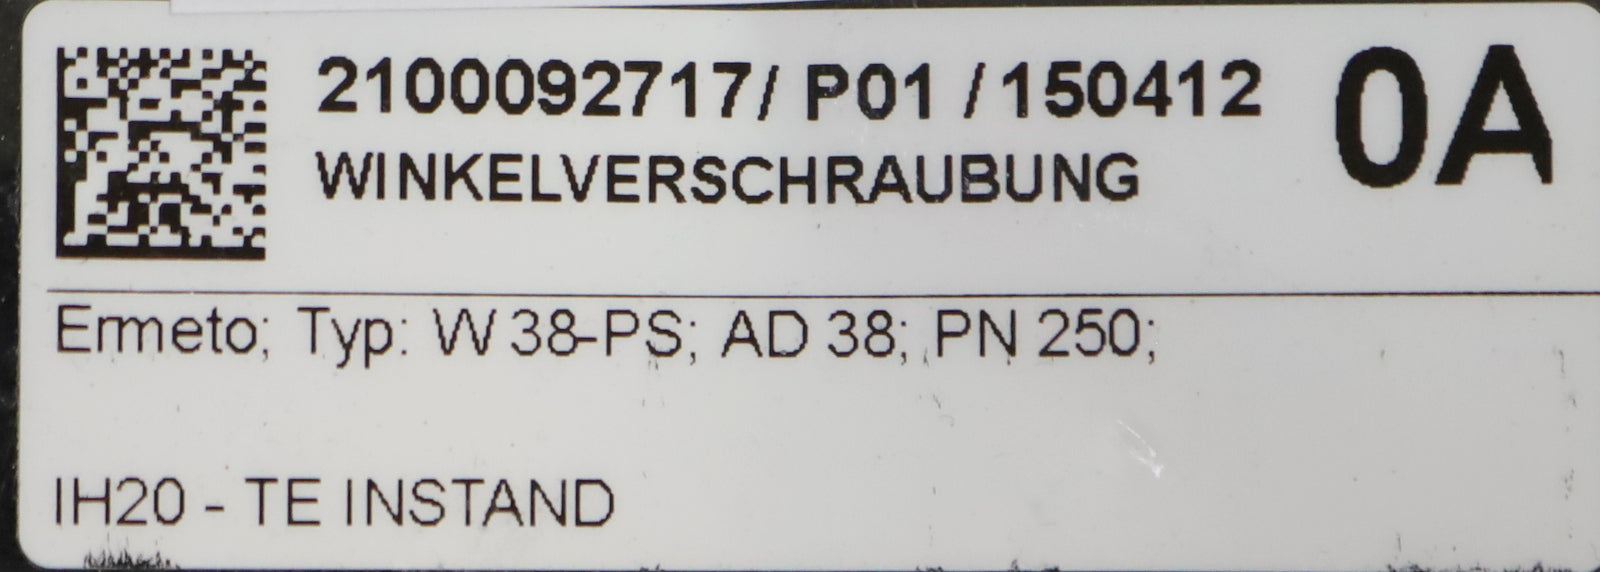 2100092717/ P01 /150412 0A
WINKELVERSCHRAUBUNG
Ermeto; Typ: W 38-PS; AD 38; PN 250;
IH20 - TE INSTAND